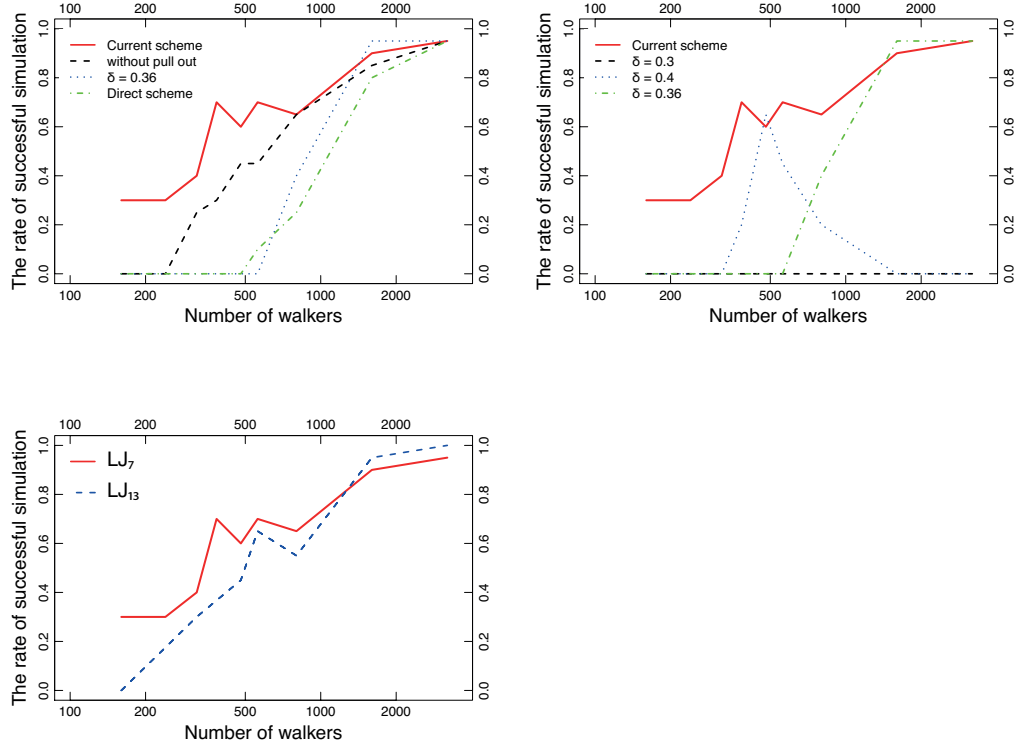 100 200 500 1000 2000
The rate of successful simulation
0.0 0.2 0.4 0.6 0.8 1.0
Current scheme
without pull out
δ = 0.36
Direct scheme
0.0 0.2 0.4 0.6 0.8 1.0
100 200 500 1000 2000
Number of walkers
100 200 500 1000 2000
The rate of successful simulation
0.0 0.2 0.4 0.6 0.8 1.0
Current scheme
δ = 0.3
δ = 0.4
δ = 0.36
0.0 0.2 0.4 0.6 0.8 1.0
100 200 500 1000 2000
Number of walkers
100 200 500 1000 2000
The rate of successful simulation
0.0 0.2 0.4 0.6 0.8 1.0
LJ₇
LJ₁₃
0.0 0.2 0.4 0.6 0.8 1.0
100 200 500 1000 2000
Number of walkers